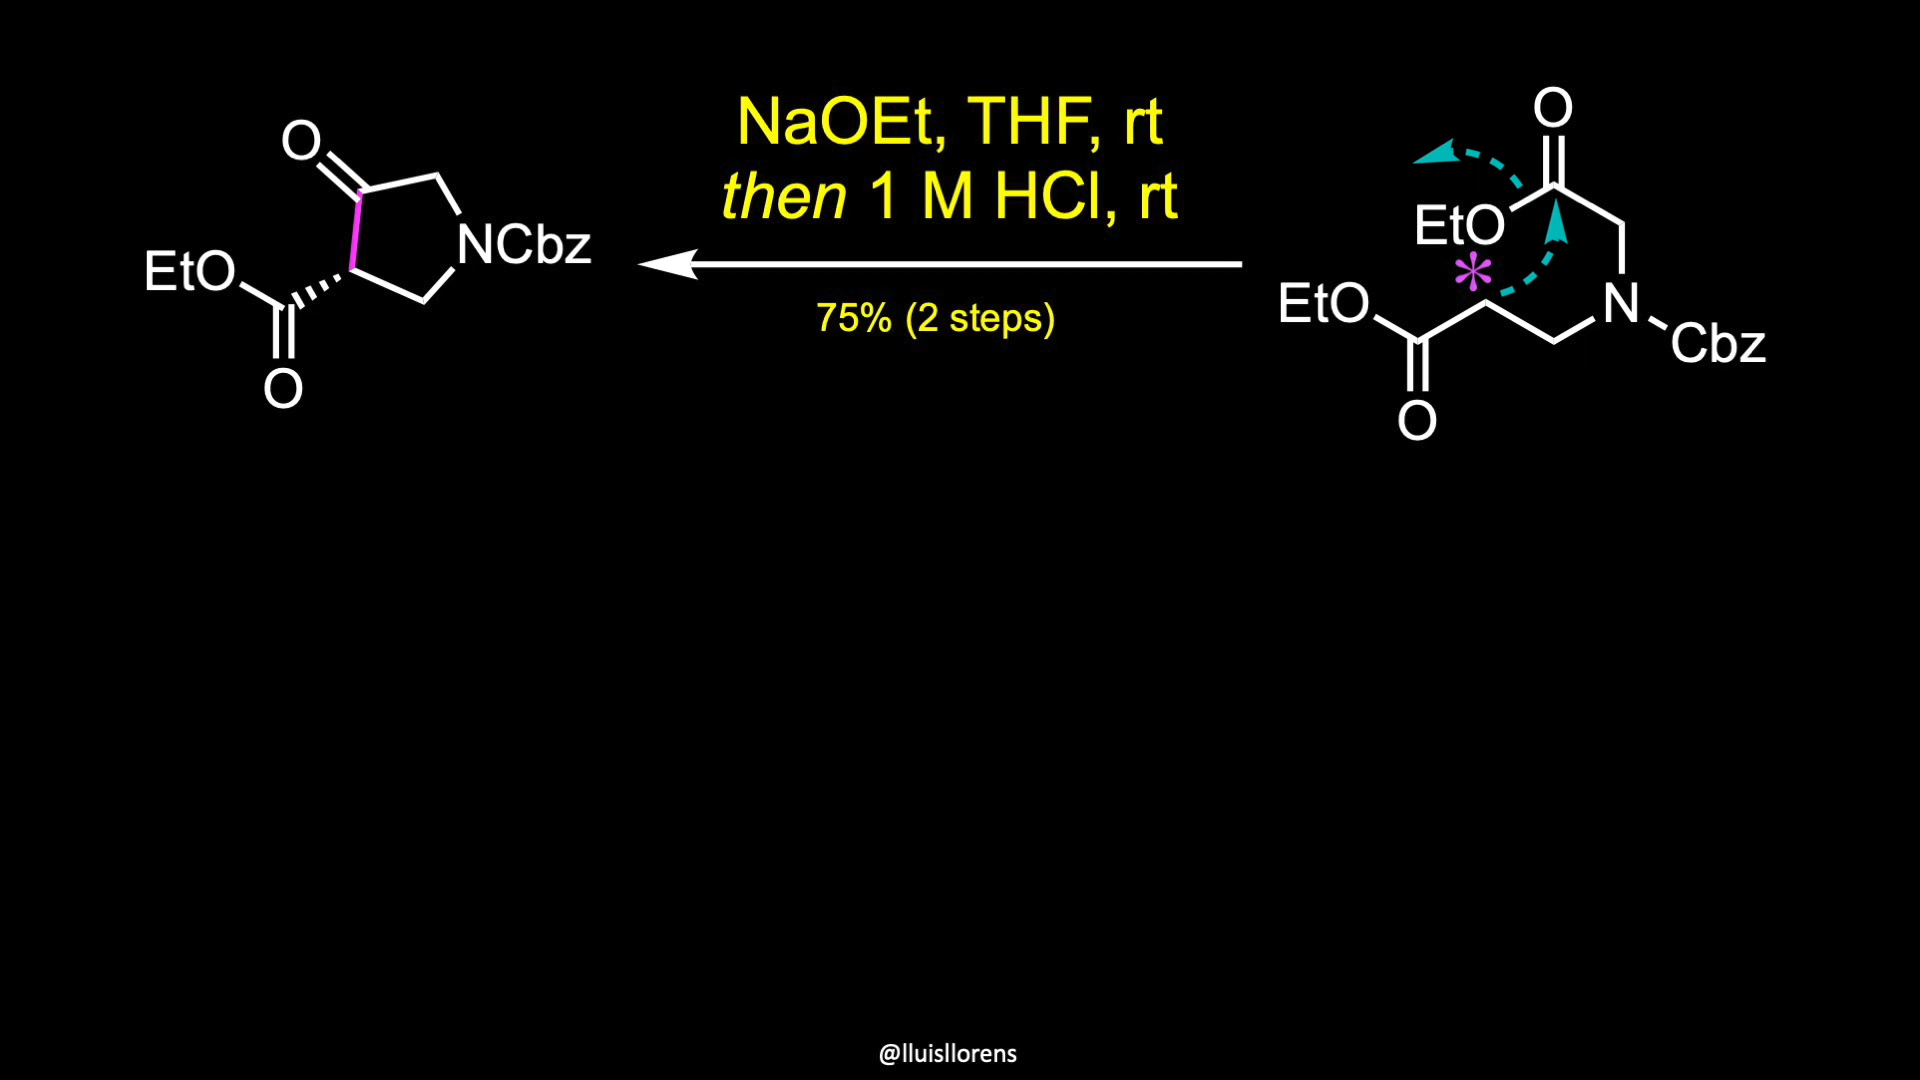 O
NCbz
EtO
O
NaOEt, THF, rt
then 1 M HCl, rt
75% (2 steps)
O
EtO
*
EtO
N
Cbz
O
@lluisllorens